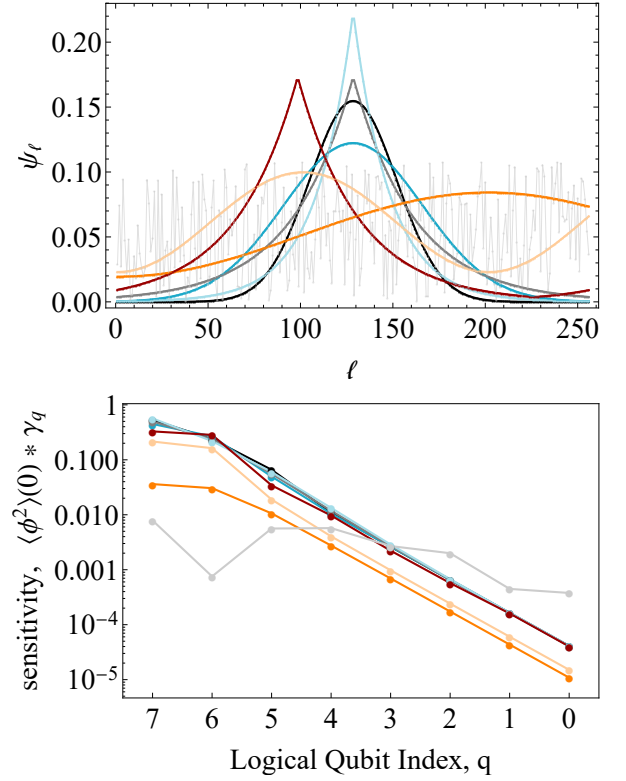 0.20
0.15
0.10
0.05
0.00
ψ_ℓ
0 50 100 150 200 250
ℓ
1
0.100
0.010
0.001
10⁻⁴
10⁻⁵
sensitivity, ⟨ϕ²⟩(0) * γ_q
7 6 5 4 3 2 1 0
Logical Qubit Index, q